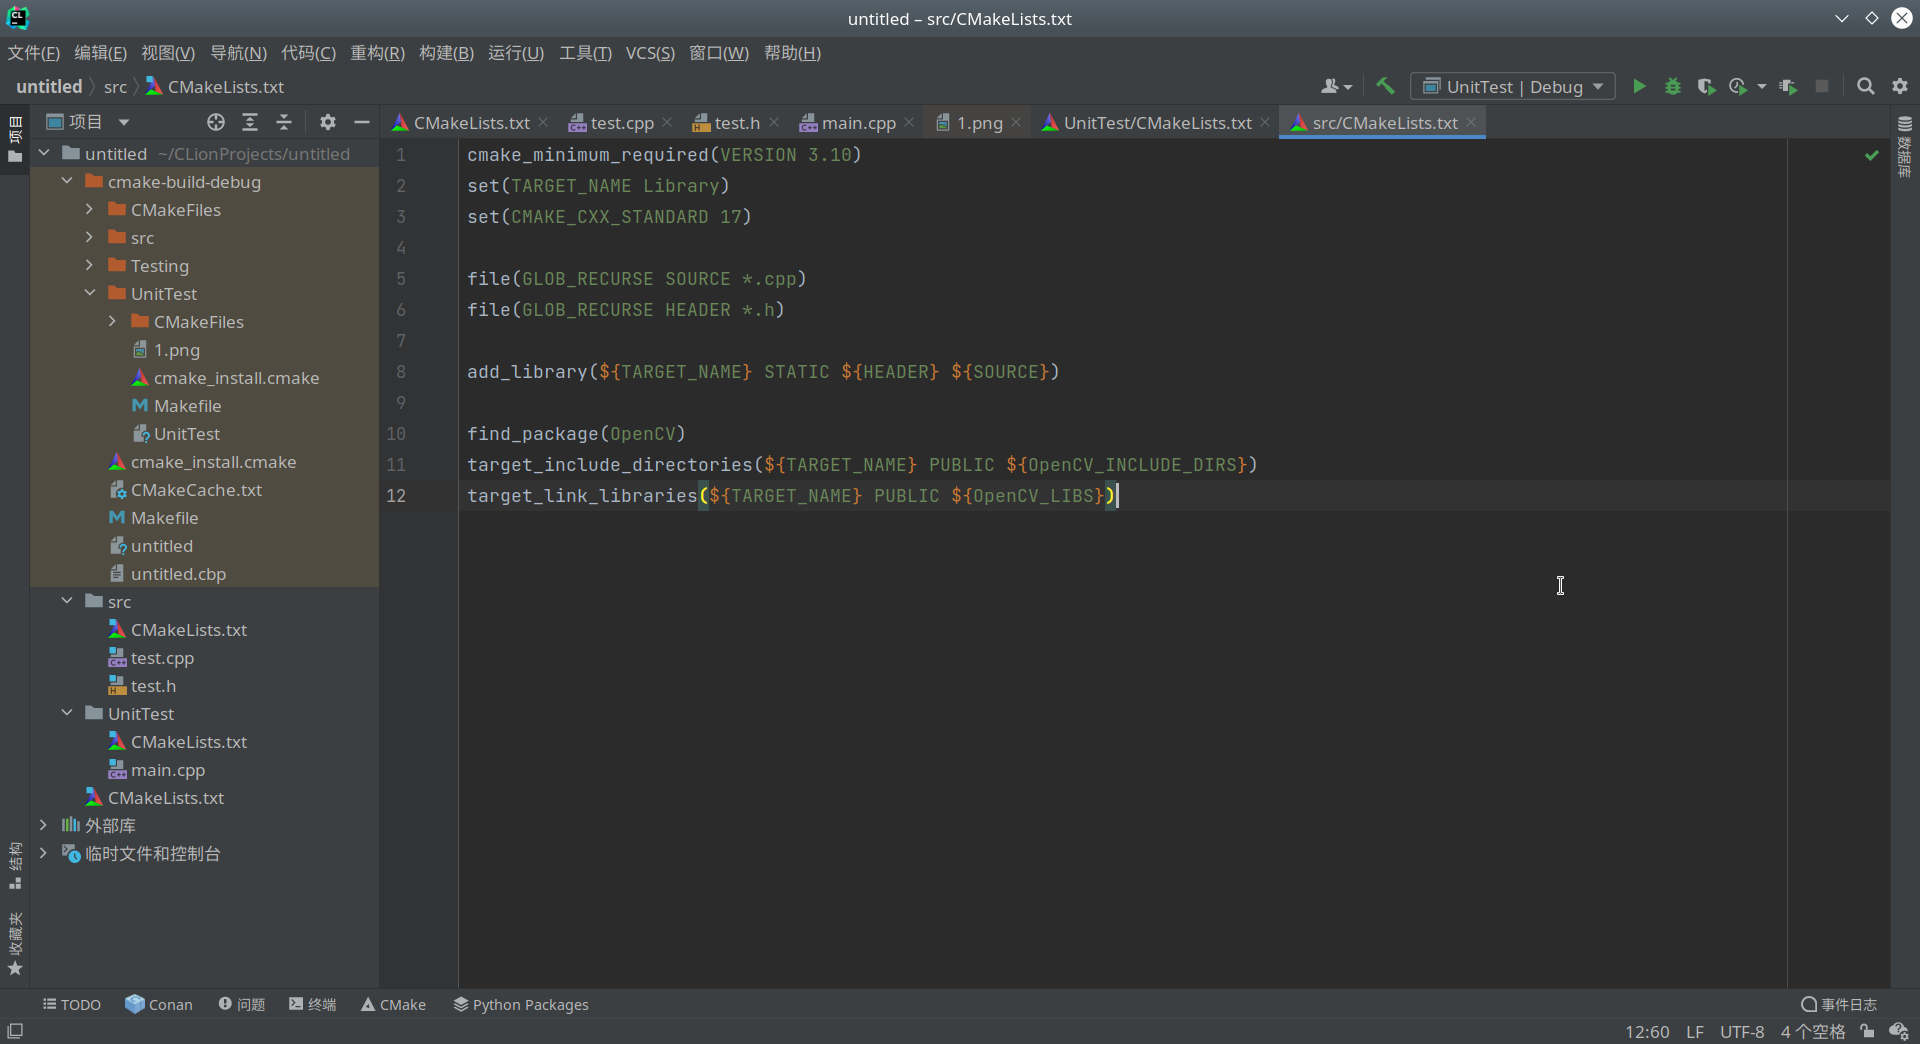 untitled – src/CMakeLists.txt
文件(F) 编辑(E) 视图(V) 导航(N) 代码(C) 重构(R) 构建(B) 运行(U) 工具(T) VCS(S) 窗口(W) 帮助(H)
untitled src CMakeLists.txt
UnitTest | Debug
项目
项目
CMakeLists.txt test.cpp test.h main.cpp 1.png UnitTest/CMakeLists.txt src/CMakeLists.txt
数据库
untitled ~/CLionProjects/untitled
cmake-build-debug
CMakeFiles
src
Testing
UnitTest
CMakeFiles
1.png
cmake_install.cmake
Makefile
UnitTest
cmake_install.cmake
CMakeCache.txt
Makefile
untitled
untitled.cbp
src
CMakeLists.txt
test.cpp
test.h
UnitTest
CMakeLists.txt
main.cpp
CMakeLists.txt
外部库
临时文件和控制台
结构
收藏夹
1 cmake_minimum_required(VERSION 3.10)
2 set(TARGET_NAME Library)
3 set(CMAKE_CXX_STANDARD 17)
4
5 file(GLOB_RECURSE SOURCE *.cpp)
6 file(GLOB_RECURSE HEADER *.h)
7
8 add_library(${TARGET_NAME} STATIC ${HEADER} ${SOURCE})
9
10 find_package(OpenCV)
11 target_include_directories(${TARGET_NAME} PUBLIC ${OpenCV_INCLUDE_DIRS})
12 target_link_libraries(${TARGET_NAME} PUBLIC ${OpenCV_LIBS})
TODO Conan 问题 终端 CMake Python Packages 事件日志
12:60 LF UTF-8 4 个空格